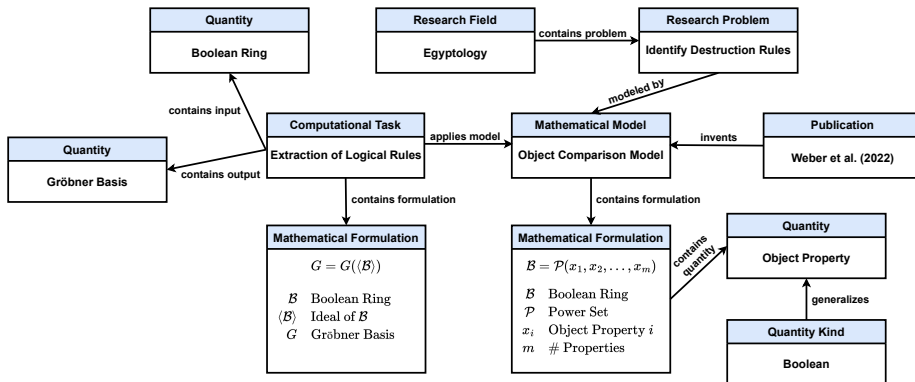 Quantity
Boolean Ring
Research Field
Egyptology
contains problem
Research Problem
Identify Destruction Rules
modeled by
contains input
Quantity
Gröbner Basis
contains output
Computational Task
Extraction of Logical Rules
applies model
Mathematical Model
Object Comparison Model
invents
Publication
Weber et al. (2022)
contains formulation
contains formulation
Mathematical Formulation
G = G(⟨ℬ⟩)
ℬ Boolean Ring
⟨ℬ⟩ Ideal of ℬ
G Gröbner Basis
Mathematical Formulation
ℬ = 𝒫(x₁, x₂, . . . , xₘ)
ℬ Boolean Ring
𝒫 Power Set
xᵢ Object Property i
m # Properties
contains
quantity
Quantity
Object Property
generalizes
Quantity Kind
Boolean